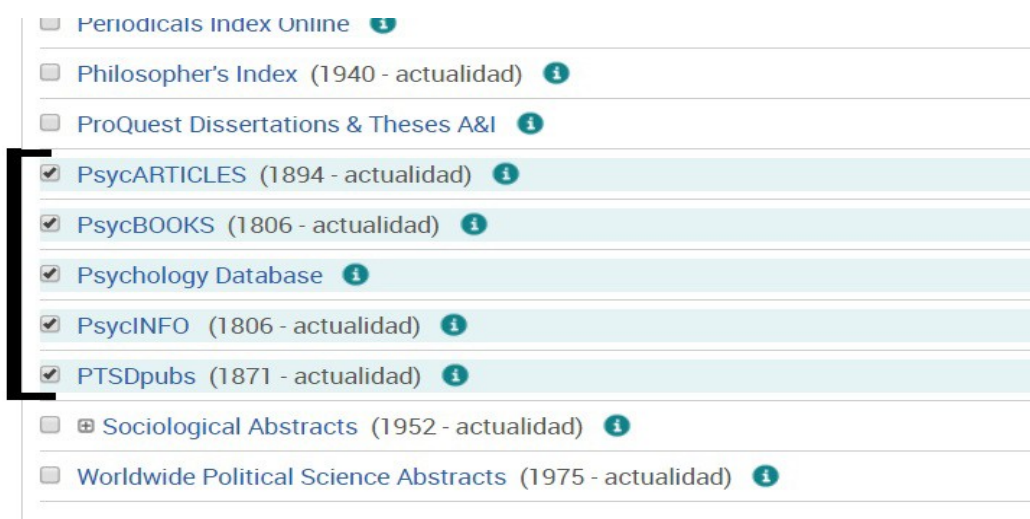 Periodicals Index Online
Philosopher's Index (1940 - actualidad)
ProQuest Dissertations & Theses A&I
PsycARTICLES (1894 - actualidad)
PsycBOOKS (1806 - actualidad)
Psychology Database
PsycINFO (1806 - actualidad)
PTSDpubs (1871 - actualidad)
Sociological Abstracts (1952 - actualidad)
Worldwide Political Science Abstracts (1975 - actualidad)